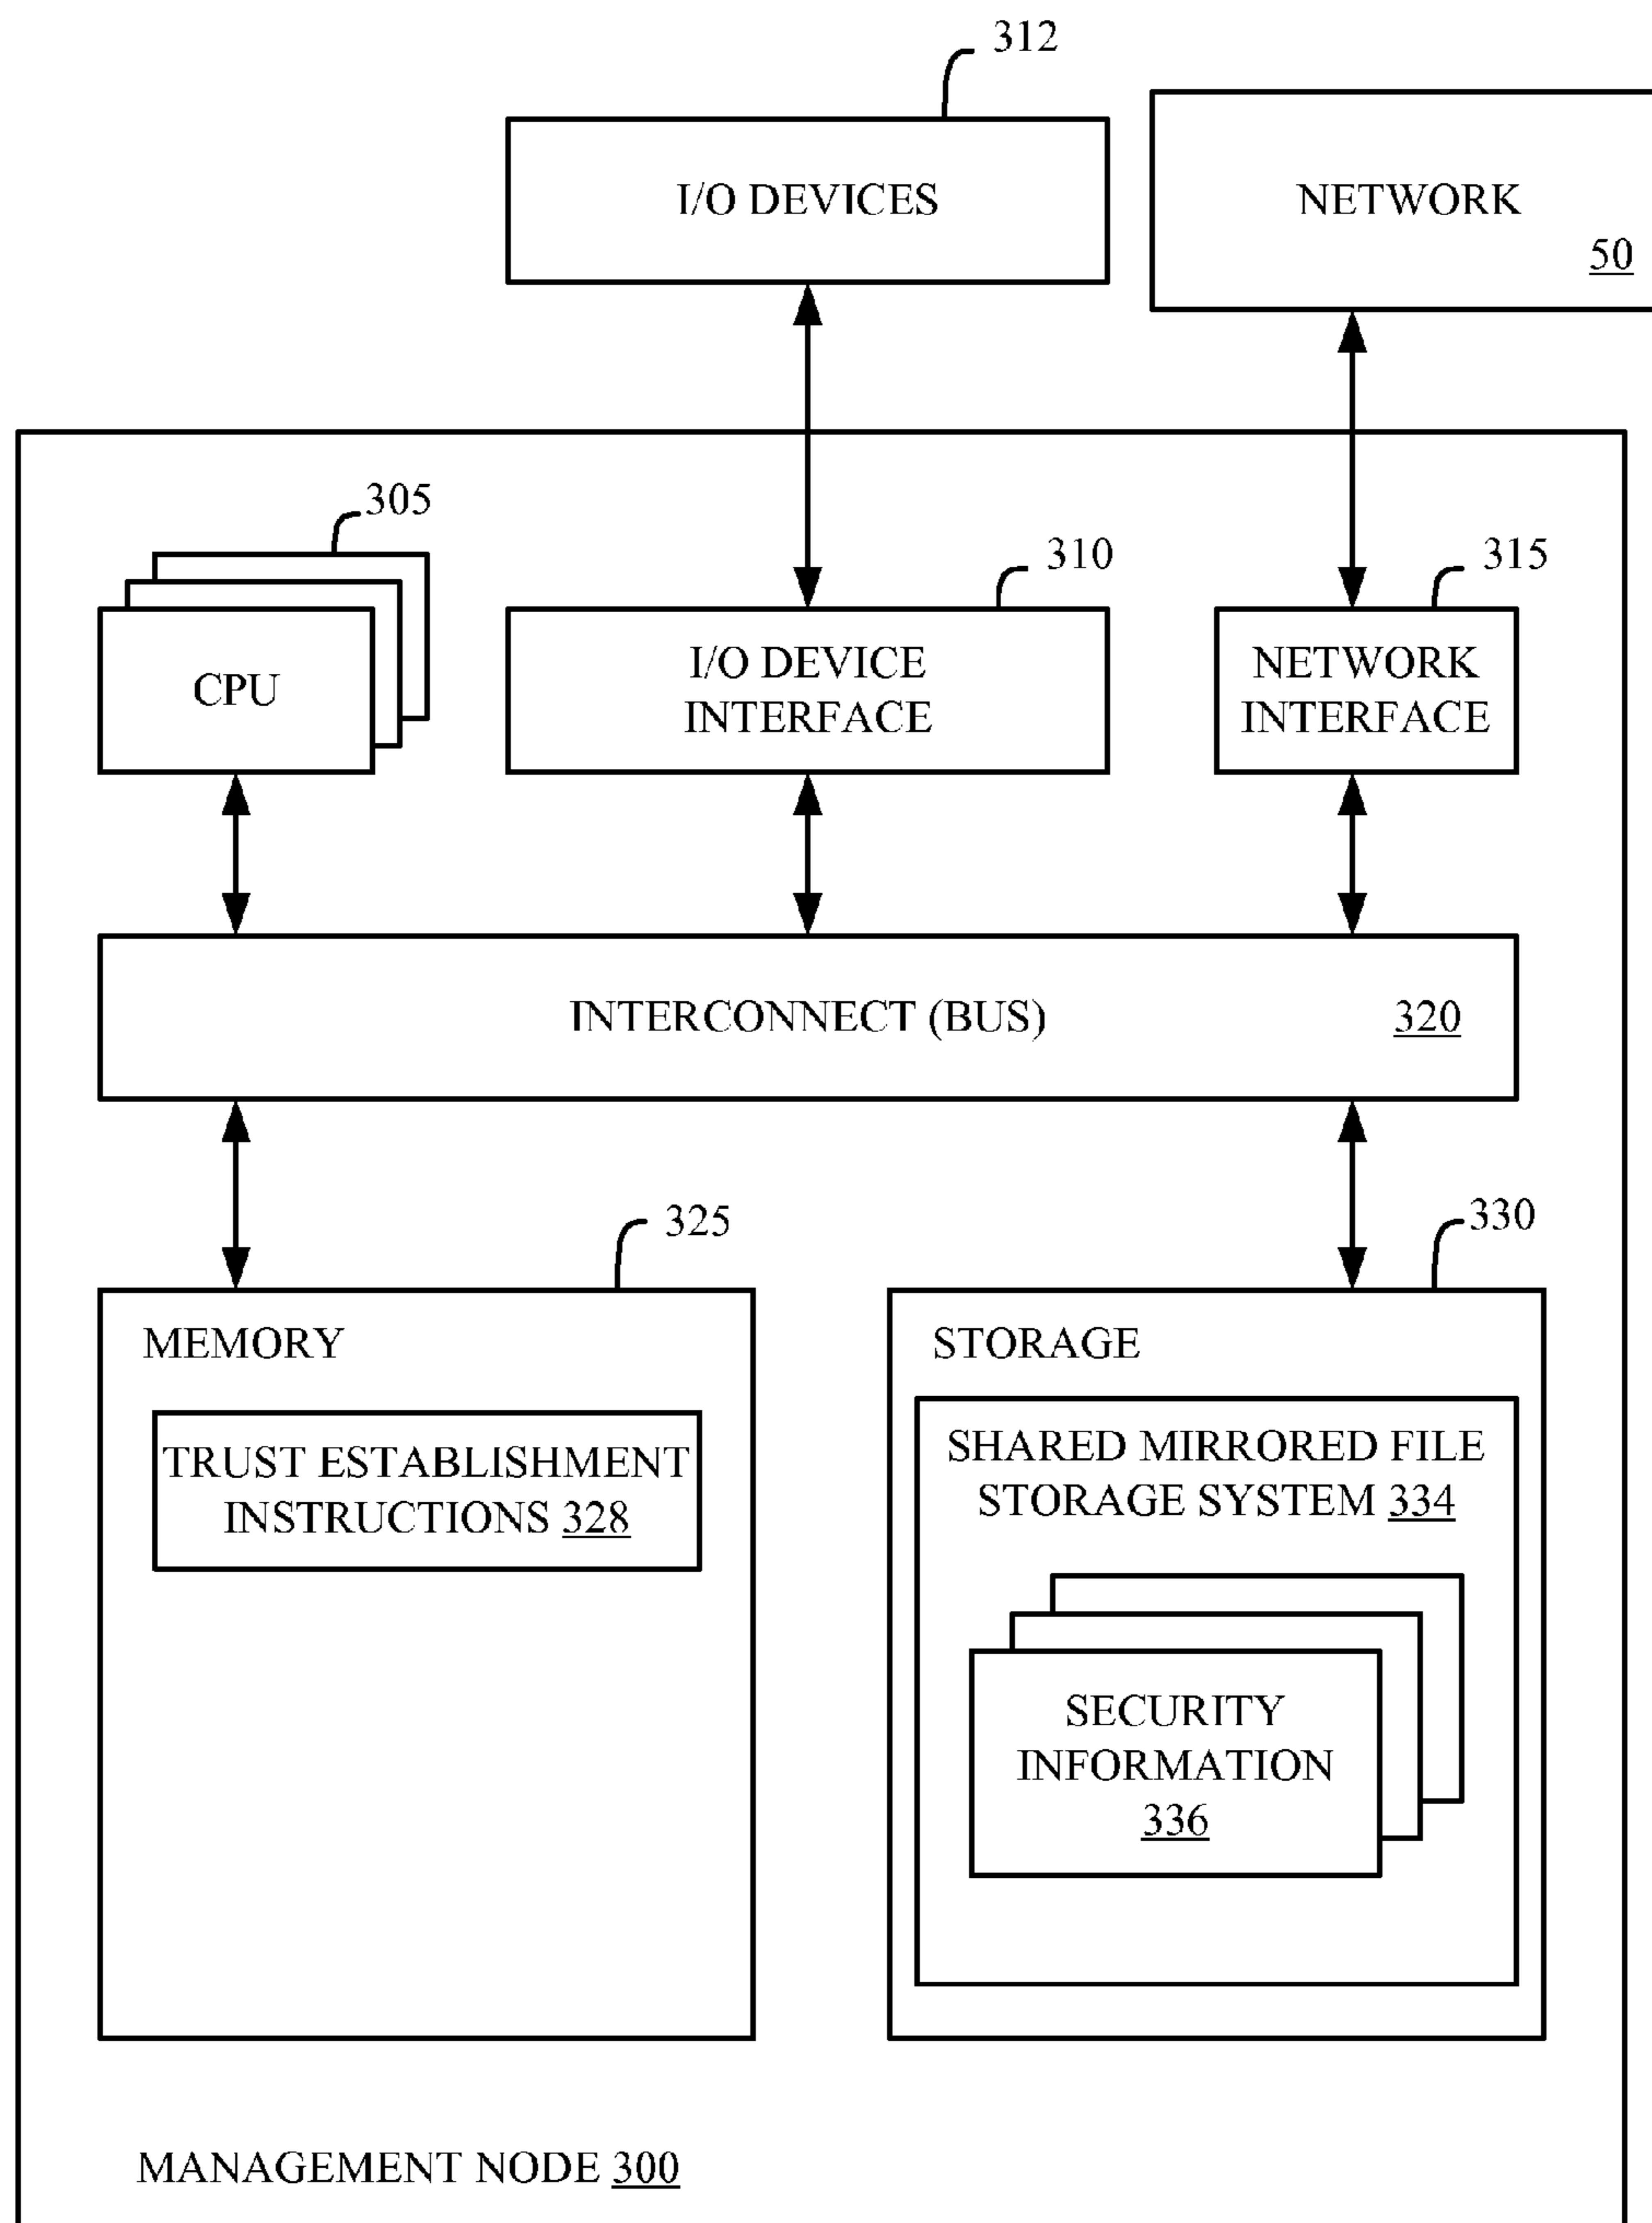 312
I/O DEVICES
NETWORK
50
305
310
315
CPU
I/O DEVICE
INTERFACE
NETWORK
INTERFACE
INTERCONNECT (BUS)
320
325
330
MEMORY
TRUST ESTABLISHMENT
INSTRUCTIONS 328
STORAGE
SHARED MIRRORED FILE
STORAGE SYSTEM 334
SECURITY
INFORMATION
336
MANAGEMENT NODE 300